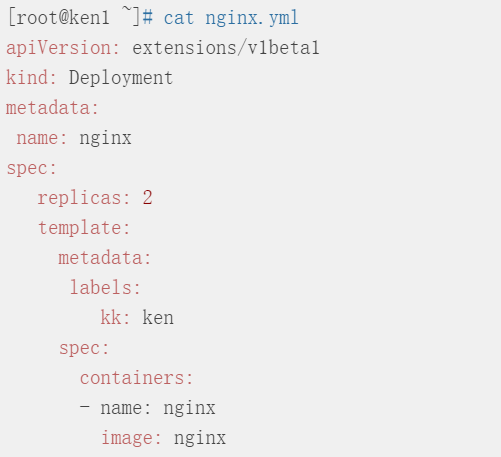 [root@ken1 ~]# cat nginx.yml
apiVersion: extensions/v1beta1
kind: Deployment
metadata:
 name: nginx
spec:
   replicas: 2
   template:
     metadata:
      labels:
         kk: ken
     spec:
       containers:
       - name: nginx
         image: nginx